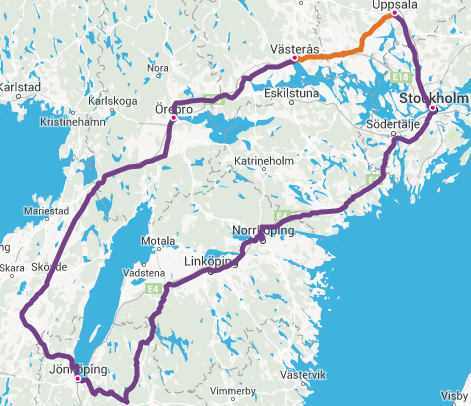 Uppsala
Västerås
E18
Nora
Karlstad
Karlskoga
Örebro
Eskilstuna
Stockholm
Kristinehamn
Södertälje
Katrineholm
Mariestad
Norrköping
Motala
Skara
Skövde
Vadstena
Linköping
E4
Jönköping
Västervik
Vimmerby
Visby